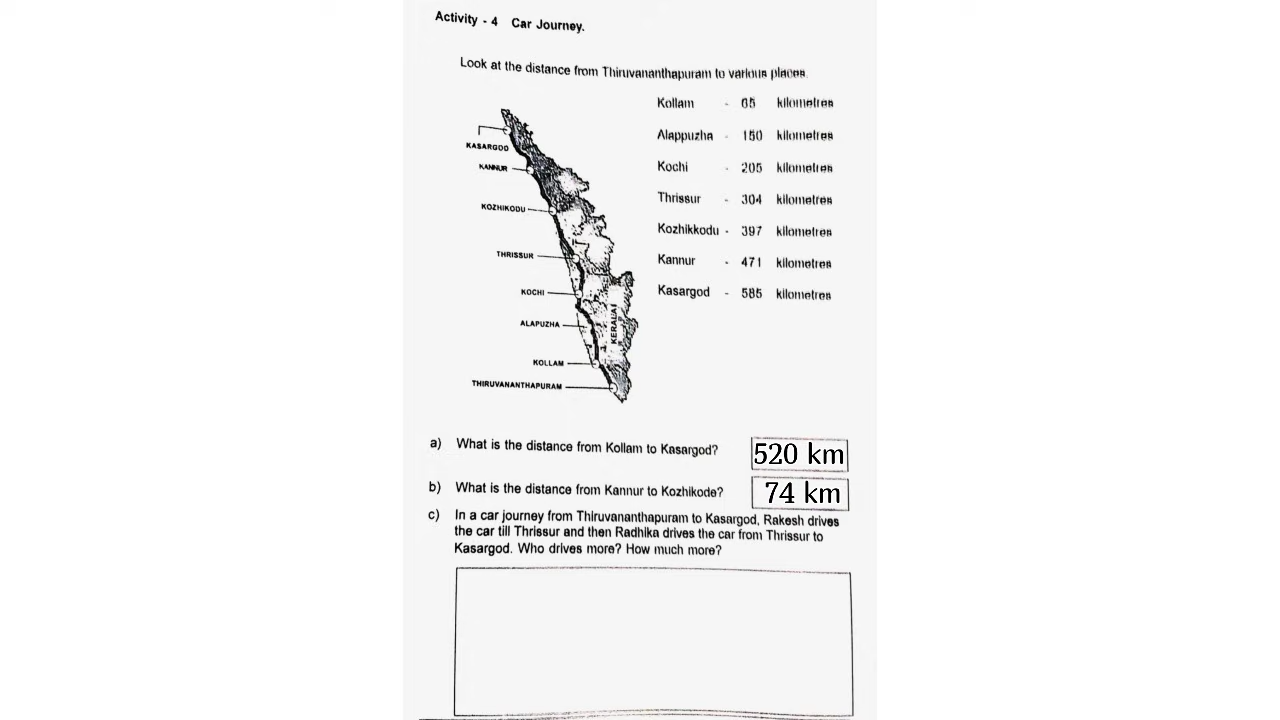 Activity - 4 Car Journey.
Look at the distance from Thiruvananthapuram to various places.
Kollam - 65 kilometres
Alappuzha - 150 kilometres
Kochi - 205 kilometres
Thrissur - 304 kilometres
Kozhikkodu - 397 kilometres
Kannur - 471 kilometres
Kasargod - 585 kilometres
KASARGOD
KANNUR
KOZHIKODU
THRISSUR
KOCHI
ALAPUZHA
KOLLAM
THIRUVANANTHAPURAM
KERALA
a) What is the distance from Kollam to Kasargod? 520 km
b) What is the distance from Kannur to Kozhikode? 74 km
c) In a car journey from Thiruvananthapuram to Kasargod, Rakesh drives
the car till Thrissur and then Radhika drives the car from Thrissur to
Kasargod. Who drives more? How much more?